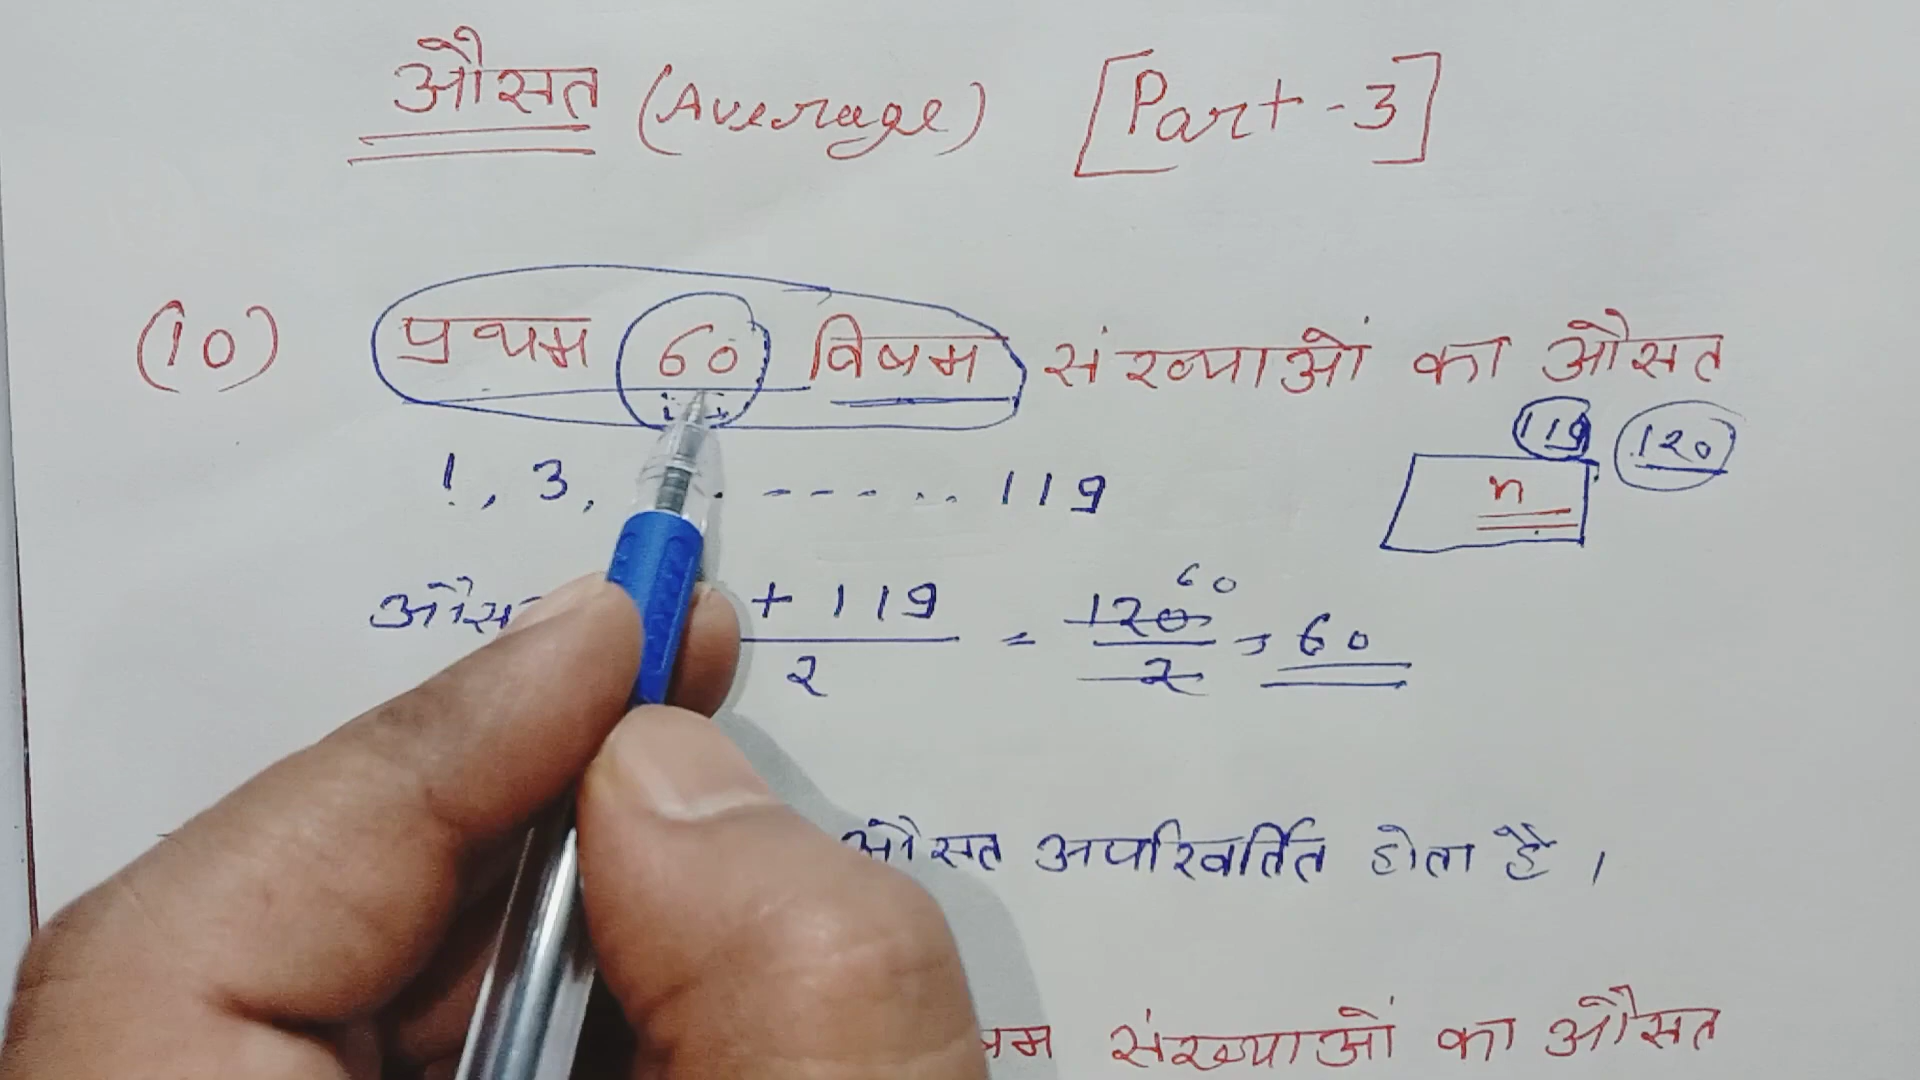 औसत (Average) [Part-3]
(10) प्रथम 60 विषम संख्याओं का औसत
119 120
n
1, 3, ------.. 119
+ 119 / 2 = 120 / 2 60 = 60
औसत अपरिवर्तित होता है।
संख्याओं का औसत